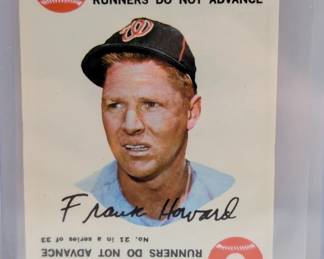 RUNNERS DO NOT ADVANCE
W
Frank Howard
No. 21 in a series of 33
RUNNERS DO NOT ADVANCE